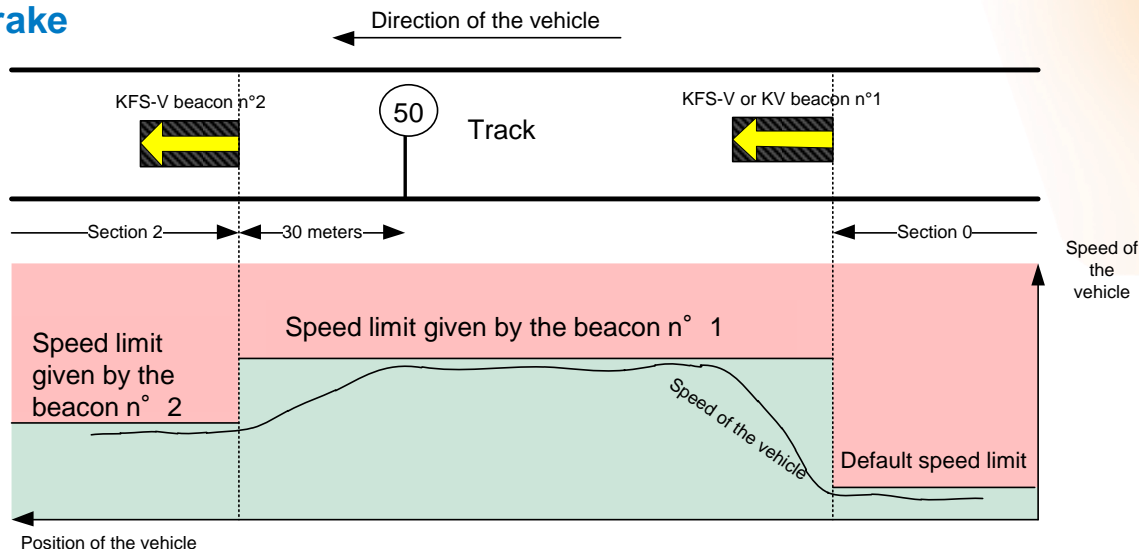 rake
Direction of the vehicle
KFS-V beacon n°2
50
Track
KFS-V or KV beacon n°1
Section 2
30 meters
Section 0
Speed of
the
vehicle
Speed limit given by the beacon n° 1
Speed limit
given by the
beacon n° 2
Speed of the vehicle
Default speed limit
Position of the vehicle